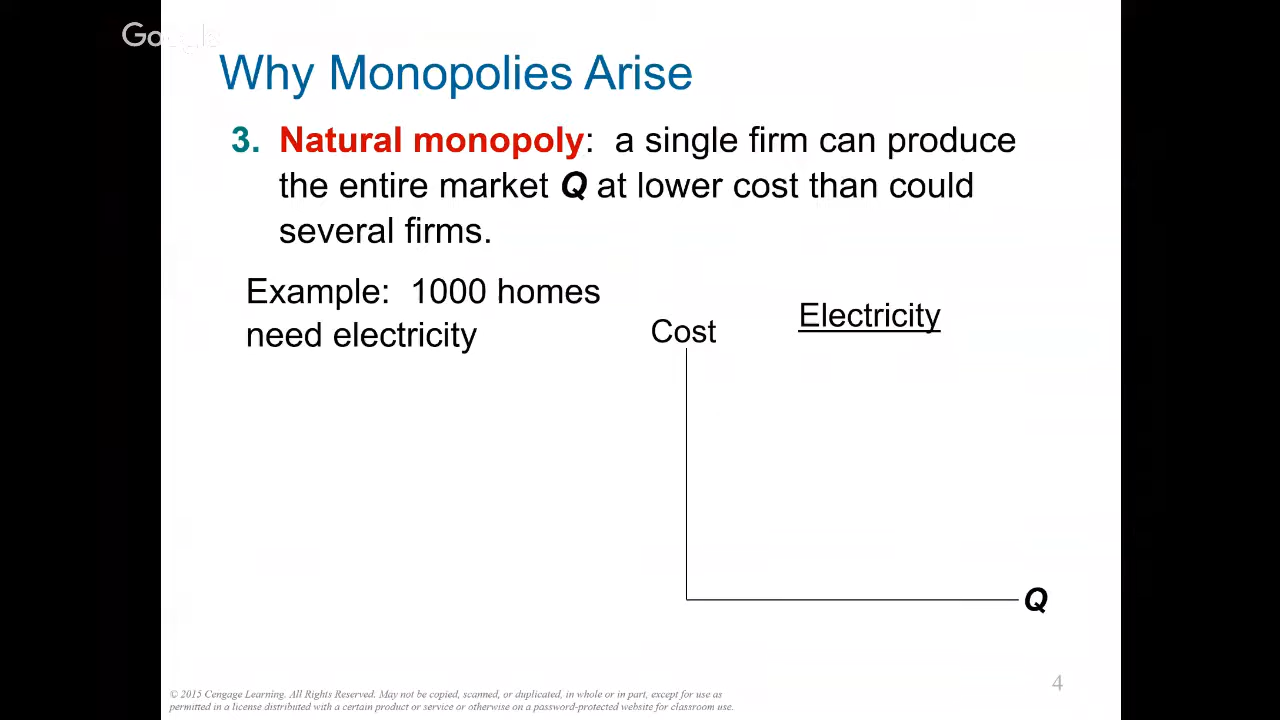 Google
Why Monopolies Arise
3. Natural monopoly: a single firm can produce
the entire market Q at lower cost than could
several firms.
Example: 1000 homes
need electricity
Electricity
Cost
Q
4
© 2015 Cengage Learning. All Rights Reserved. May not be copied, scanned, or duplicated, in whole or in part, except for use as
permitted in a license distributed with a certain product or service or otherwise on a password-protected website for classroom use.